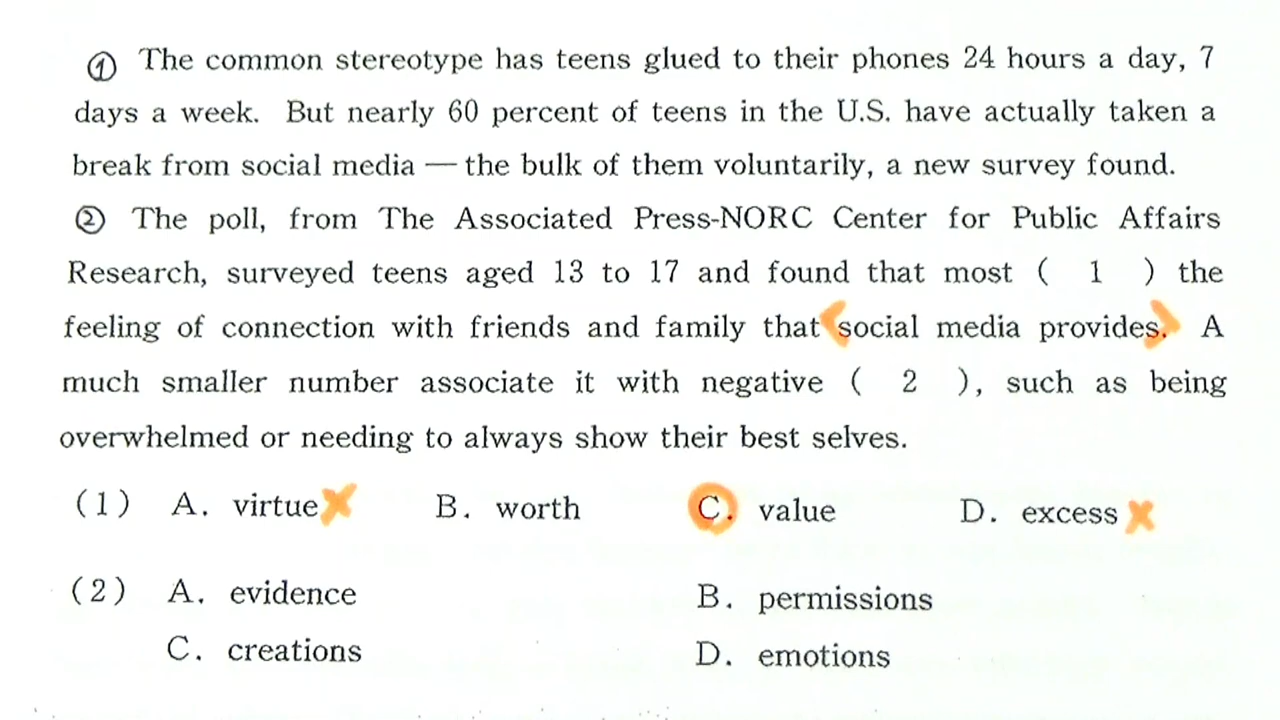 ① The common stereotype has teens glued to their phones 24 hours a day, 7
days a week. But nearly 60 percent of teens in the U.S. have actually taken a
break from social media — the bulk of them voluntarily, a new survey found.
② The poll, from The Associated Press-NORC Center for Public Affairs
Research, surveyed teens aged 13 to 17 and found that most ( 1 ) the
feeling of connection with friends and family that social media provides. A
much smaller number associate it with negative ( 2 ), such as being
overwhelmed or needing to always show their best selves.
(1) A. virtue B. worth C. value D. excess
(2) A. evidence B. permissions
C. creations D. emotions